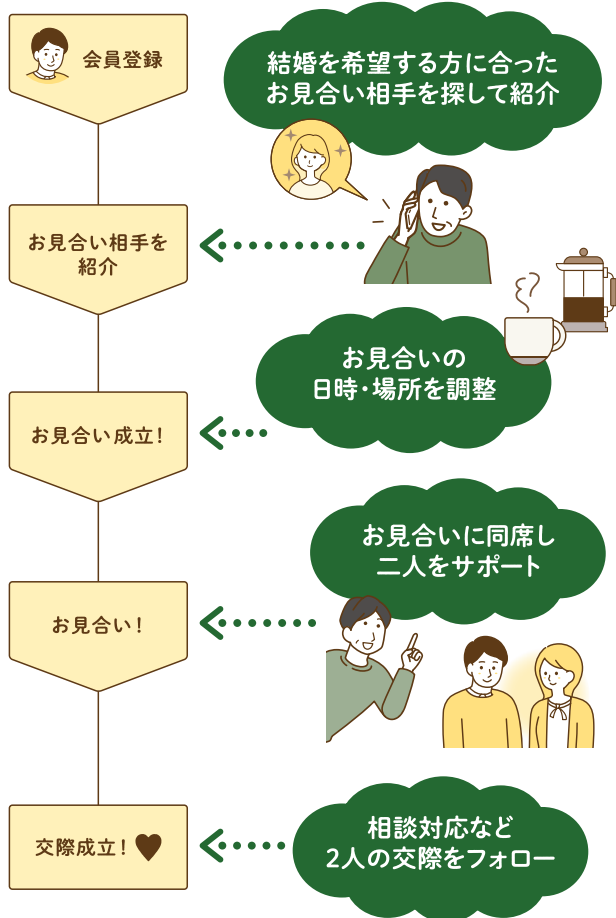 会員登録
結婚を希望する方に合った
お見合い相手を探して紹介
お見合い相手を
紹介
お見合いの
日時・場所を調整
お見合い成立！
お見合いに同席し
二人をサポート
お見合い！
相談対応など
2人の交際をフォロー
交際成立！